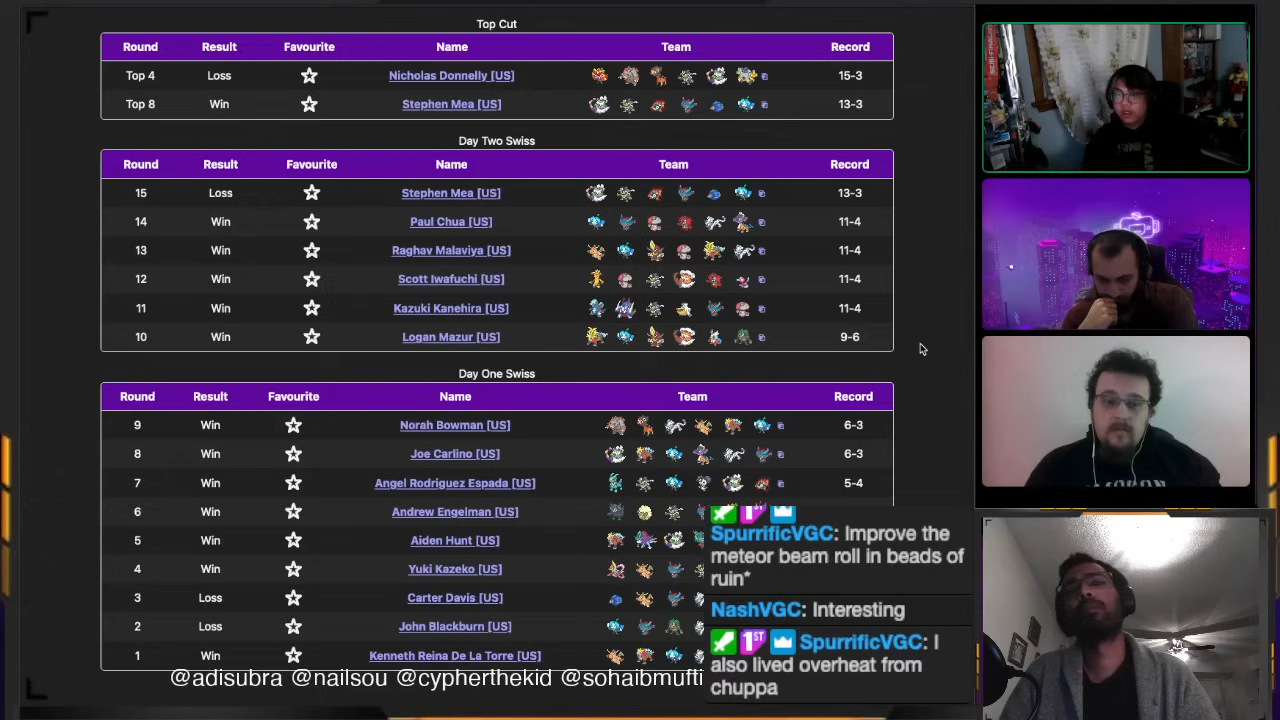 Top Cut
Round Result Favourite Name Team Record
Top 4 Loss Nicholas Donnelly [US] 15-3
Top 8 Win Stephen Mea [US] 13-3
Day Two Swiss
Round Result Favourite Name Team Record
15 Loss Stephen Mea [US] 13-3
14 Win Paul Chua [US] 11-4
13 Win Raghav Malaviya [US] 11-4
12 Win Scott Iwafuchi [US] 11-4
11 Win Kazuki Kanehira [US] 11-4
10 Win Logan Mazur [US] 9-6
Day One Swiss
Round Result Favourite Name Team Record
9 Win Norah Bowman [US] 6-3
8 Win Joe Carlino [US] 6-3
7 Win Angel Rodriguez Espada [US] 5-4
6 Win Andrew Engelman [US]
5 Win Aiden Hunt [US]
4 Win Yuki Kazeko [US]
3 Loss Carter Davis [US]
2 Loss John Blackburn [US]
1 Win Kenneth Reina De La Torre [US]
@adisubra @nailsou @cypherthekid @sohaibmufti
1ST
SpurrificVGC: Improve the
meteor beam roll in beads of
ruin*
NashVGC: Interesting
1ST SpurrificVGC: I
also lived overheat from
chuppa